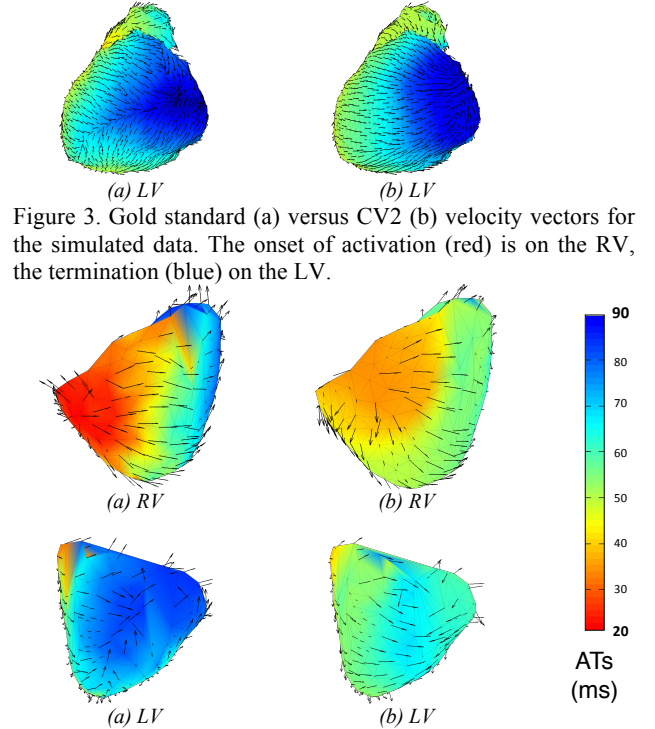 (a) LV
(b) LV
Figure 3. Gold standard (a) versus CV2 (b) velocity vectors for
the simulated data. The onset of activation (red) is on the RV,
the termination (blue) on the LV.
90
80
70
60
50
40
30
20
ATs
(ms)
(a) RV
(b) RV
(a) LV
(b) LV